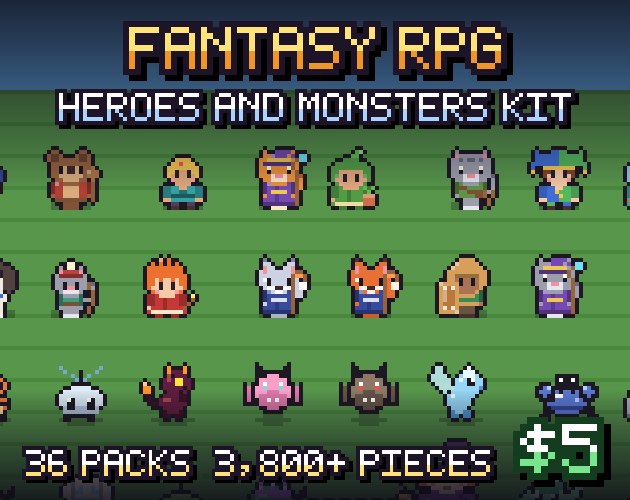 FANTASY RPG
HEROES AND MONSTERS KIT
36 PACKS 3,800+ PIECES $5